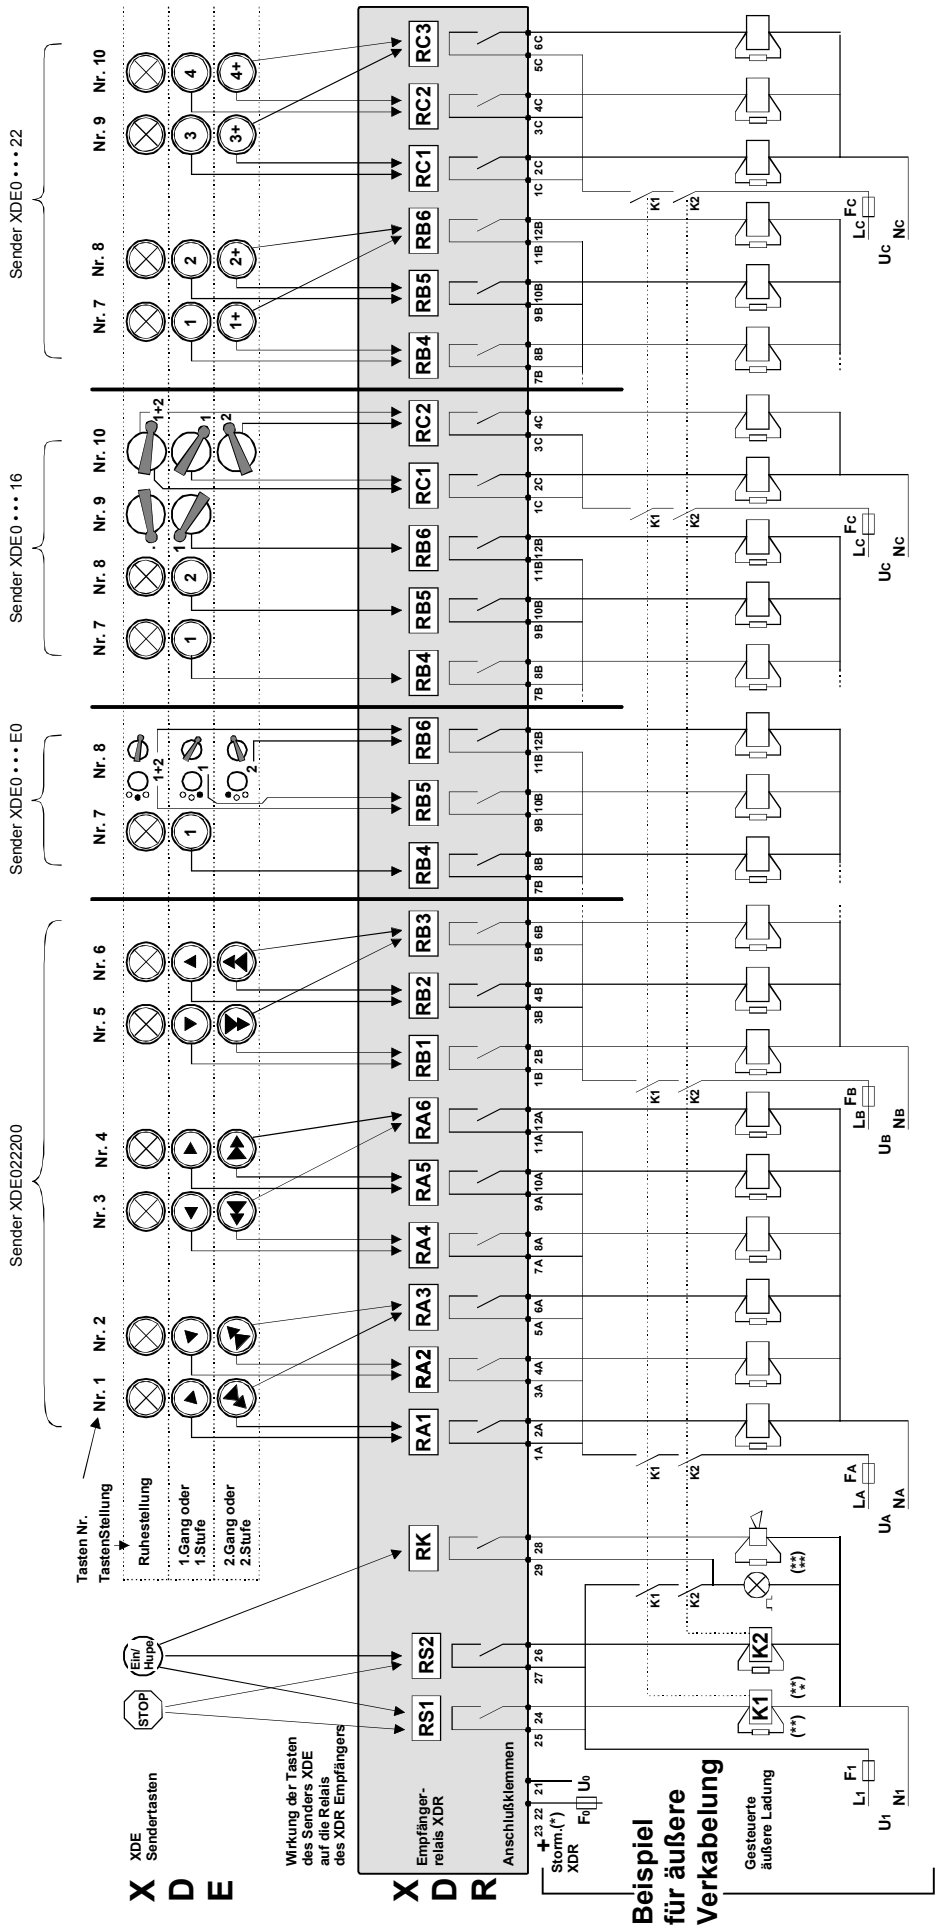 Sender XDE022200
Sender XDE0 • • • E0
Sender XDE0 • • • 16
Sender XDE0 • • • 22
Tasten Nr.
TastenStellung
Nr. 1
Nr. 2
Nr. 3
Nr. 4
Nr. 5
Nr. 6
Nr. 7
Nr. 8
Nr. 7
Nr. 8
Nr. 9
Nr. 10
Nr. 7
Nr. 8
Nr. 9
Nr. 10
X
D
E
XDE
Sendertasten
STOP
Ein/
Hupe
Ruhestellung
1.Gang oder
1.Stufe
2.Gang oder
2.Stufe
1
1+2
1
2
1
2
1
1+2
1
2
1
2
3
4
1+
2+
3+
4+
Wirkung der Tasten
des Senders XDE
auf die Relais
des XDR Empfängers
X
D
R
Empfänger-
relais XDR
RS1
RS2
RK
RA1
RA2
RA3
RA4
RA5
RA6
RB1
RB2
RB3
RB4
RB5
RB6
RB4
RB5
RB6
RC1
RC2
RB4
RB5
RB6
RC1
RC2
RC3
Anschlußklemmen
23 22 21
25 24
27 26
29 28
1A 2A
3A 4A
5A 6A
7A 8A
9A 10A
11A 12A
1B 2B
3B 4B
5B 6B
7B 8B
9B 10B
11B 12B
7B 8B
9B 10B
11B 12B
1C 2C
3C 4C
7B 8B
9B 10B
11B 12B
1C 2C
3C 4C
5C 6C
+
Storm.(*)
XDR
F0
U0
K1
K2
K1
K2
K1
K2
K1
K2
K1
K2
Beispiel
für äußere
Verkabelung
Gesteuerte
äußere Ladung
K1
K2
(**)
(**
*)
(**
**)
L1
F1
U1
N1
LA
FA
UA
NA
LB
FB
UB
NB
LC
FC
UC
NC
LC
FC
UC
NC